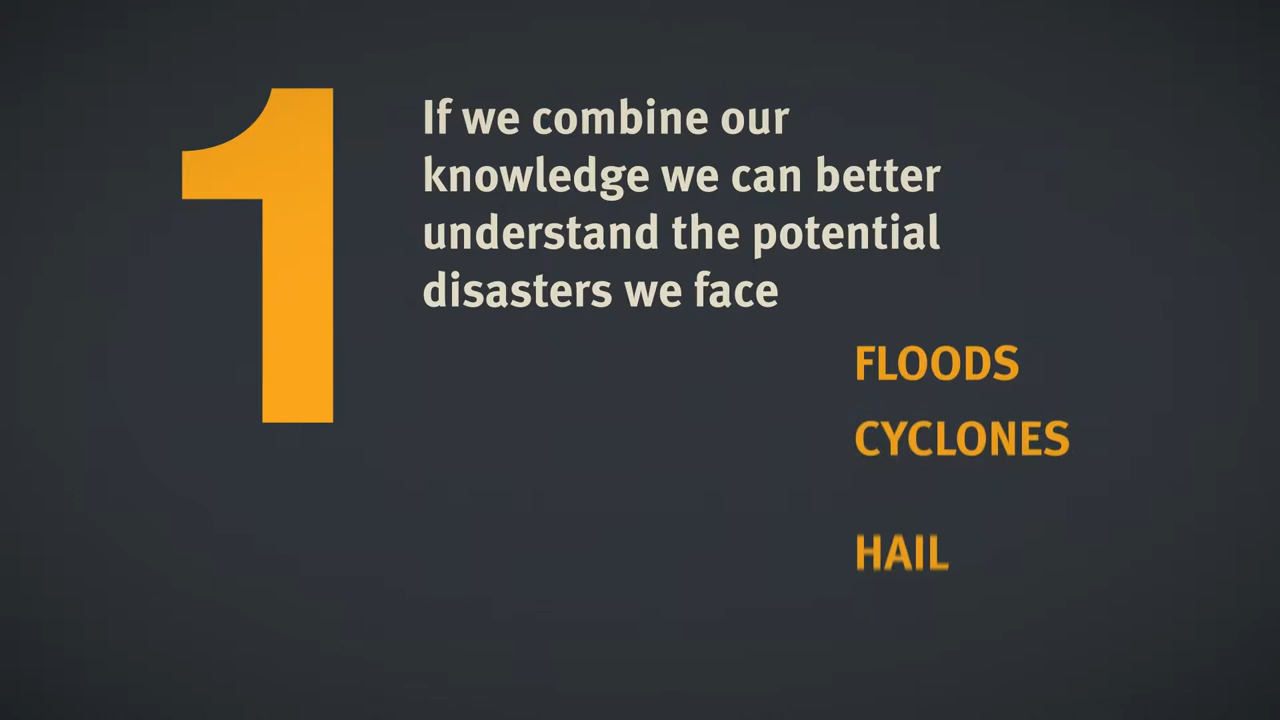 1
If we combine our
knowledge we can better
understand the potential
disasters we face
FLOODS
CYCLONES
HAIL